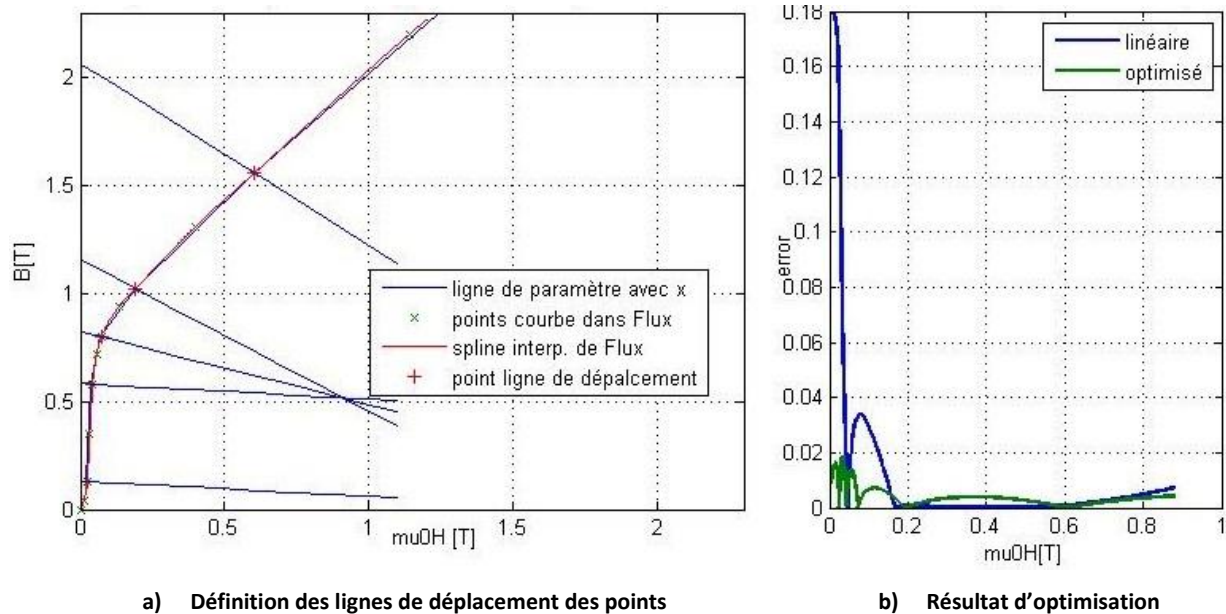 2
1.5
1
0.5
0
B[T]
0
0.5
1
1.5
2
mu0H [T]
ligne de paramètre avec x
points courbe dans Flux
spline interp. de Flux
point ligne de dépalcement
0.18
0.16
0.14
0.12
0.1
0.08
0.06
0.04
0.02
0
error
0
0.2
0.4
0.6
0.8
1
mu0H[T]
linéaire
optimisé
a) Définition des lignes de déplacement des points
b) Résultat d'optimisation